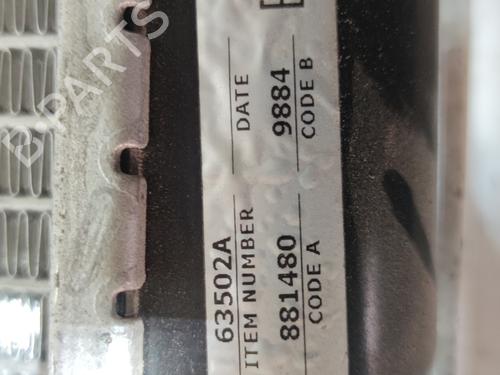 63502A
ITEM NUMBER
DATE
881480
CODE A
9884
CODE B
B-PARTS